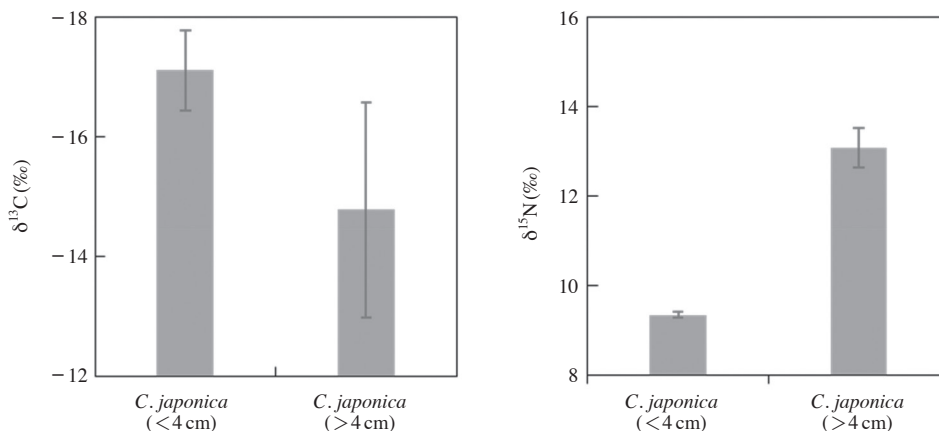 −18
−16
−14
−12
δ¹³C (‰)
C. japonica
(<4 cm)
C. japonica
(>4 cm)
16
14
12
10
8
δ¹⁵N (‰)
C. japonica
(<4 cm)
C. japonica
(>4 cm)